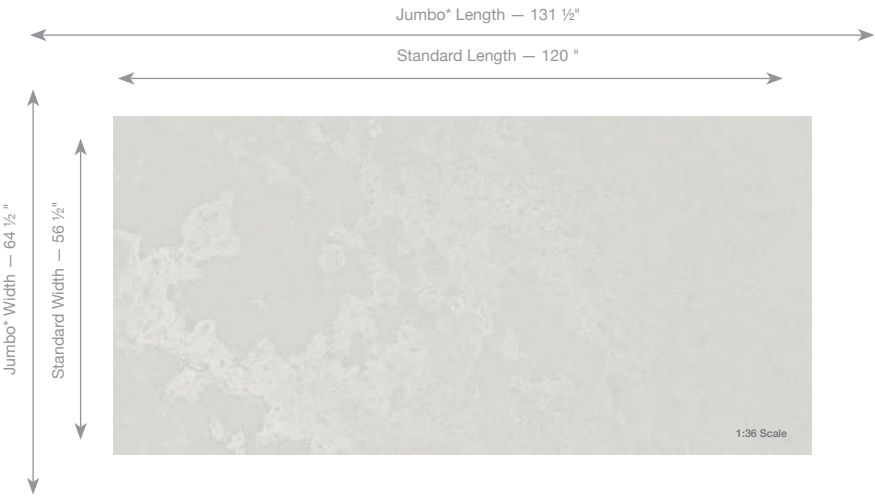 Jumbo* Length — 131 ½"
Standard Length — 120 "
Jumbo* Width — 64 ½ "
Standard Width — 56 ½"
1:36 Scale